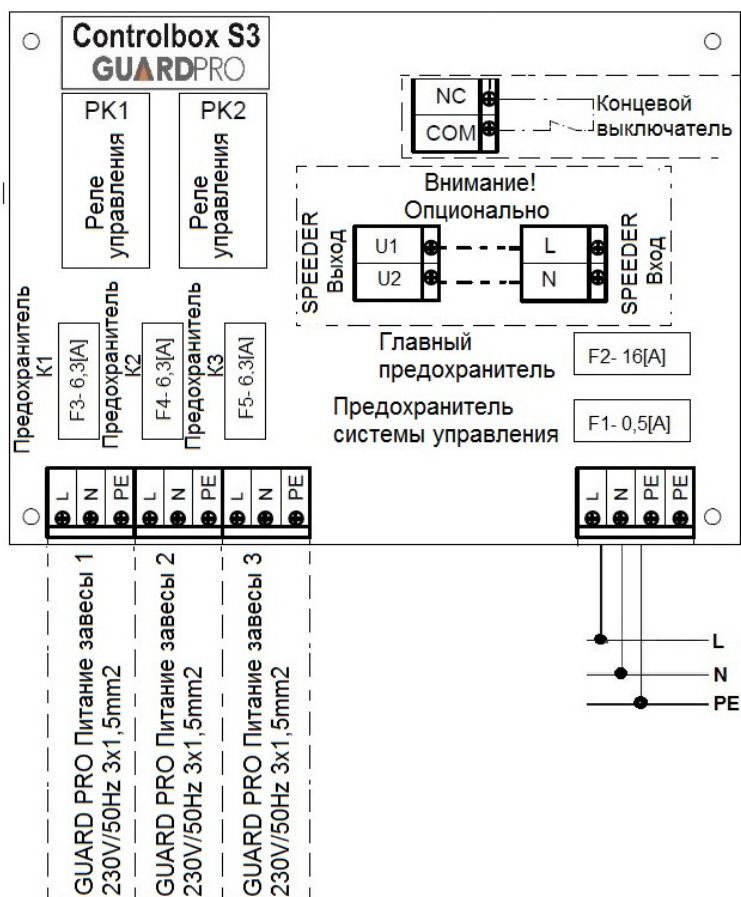 Controlbox S3
GUARDPRO
PK1
Реле
управления
PK2
Реле
управления
NC
COM
Концевой
выключатель
Внимание!
Опционально
SPEEDER
Выход
U1
U2
L
N
SPEEDER
Вход
Предохранитель
К1
F3- 6,3[A]
Предохранитель
К2
F4- 6,3[A]
Предохранитель
К3
F5- 6,3[A]
Главный
предохранитель
F2- 16[A]
Предохранитель
системы управления
F1- 0,5[A]
L
N
PE
L
N
PE
L
N
PE
L
N
PE
PE
GUARD PRO Питание завесы 1
230V/50Hz 3x1,5mm2
GUARD PRO Питание завесы 2
230V/50Hz 3x1,5mm2
GUARD PRO Питание завесы 3
230V/50Hz 3x1,5mm2
L
N
PE